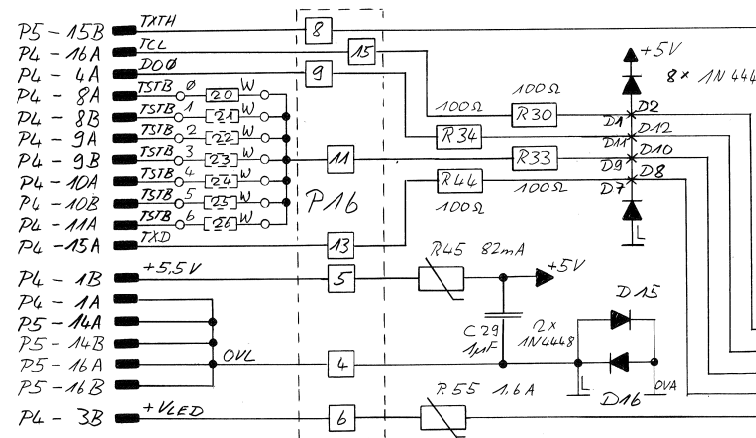 P5 - 15B TXTH 8
P4 - 16A TCL 15
P4 - 4A DOØ 9
P4 - 8A TSTB Ø 20 W
P4 - 8B TSTB 1 21 W
P4 - 9A TSTB 2 22 W
P4 - 9B TSTB 3 23 W 11
P4 - 10A TSTB 4 24 W
P4 - 10B TSTB 5 25 W
P4 - 11A TSTB 6 26 W
P4 - 15A TXD 13
P16
+5V
8× 1N444
100Ω 100Ω
R30 D1 D2
R34 D11 D12
R33 D9 D10
R44 100Ω D7 D8
100Ω
L
P4 - 1B +5,5V 5 R45 82mA +5V
P4 - 1A
P5 - 14A
P5 - 14B
P5 - 16A 0VL 4
P5 - 16B
C29
1µF
2×
1N4448
D15
D16
L 0VA
P4 - 3B +VLED 6 R55 1,6A